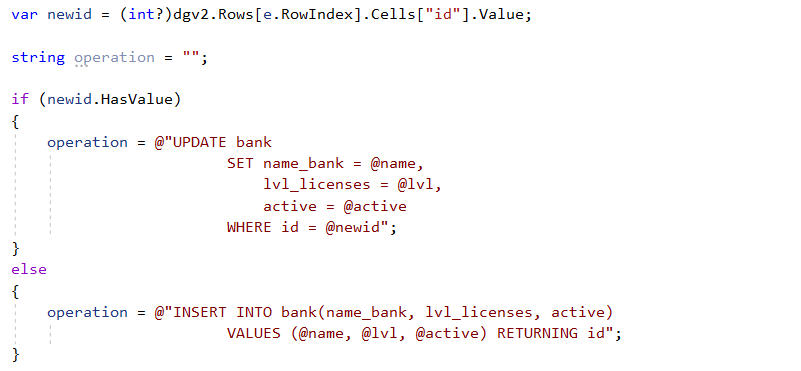 var newid = (int?)dgv2.Rows[e.RowIndex].Cells["id"].Value;
string operation = "";
if (newid.HasValue)
{
operation = @"UPDATE bank
SET name_bank = @name,
lvl_licenses = @lvl,
active = @active
WHERE id = @newid";
}
else
{
operation = @"INSERT INTO bank(name_bank, lvl_licenses, active)
VALUES (@name, @lvl, @active) RETURNING id";
}